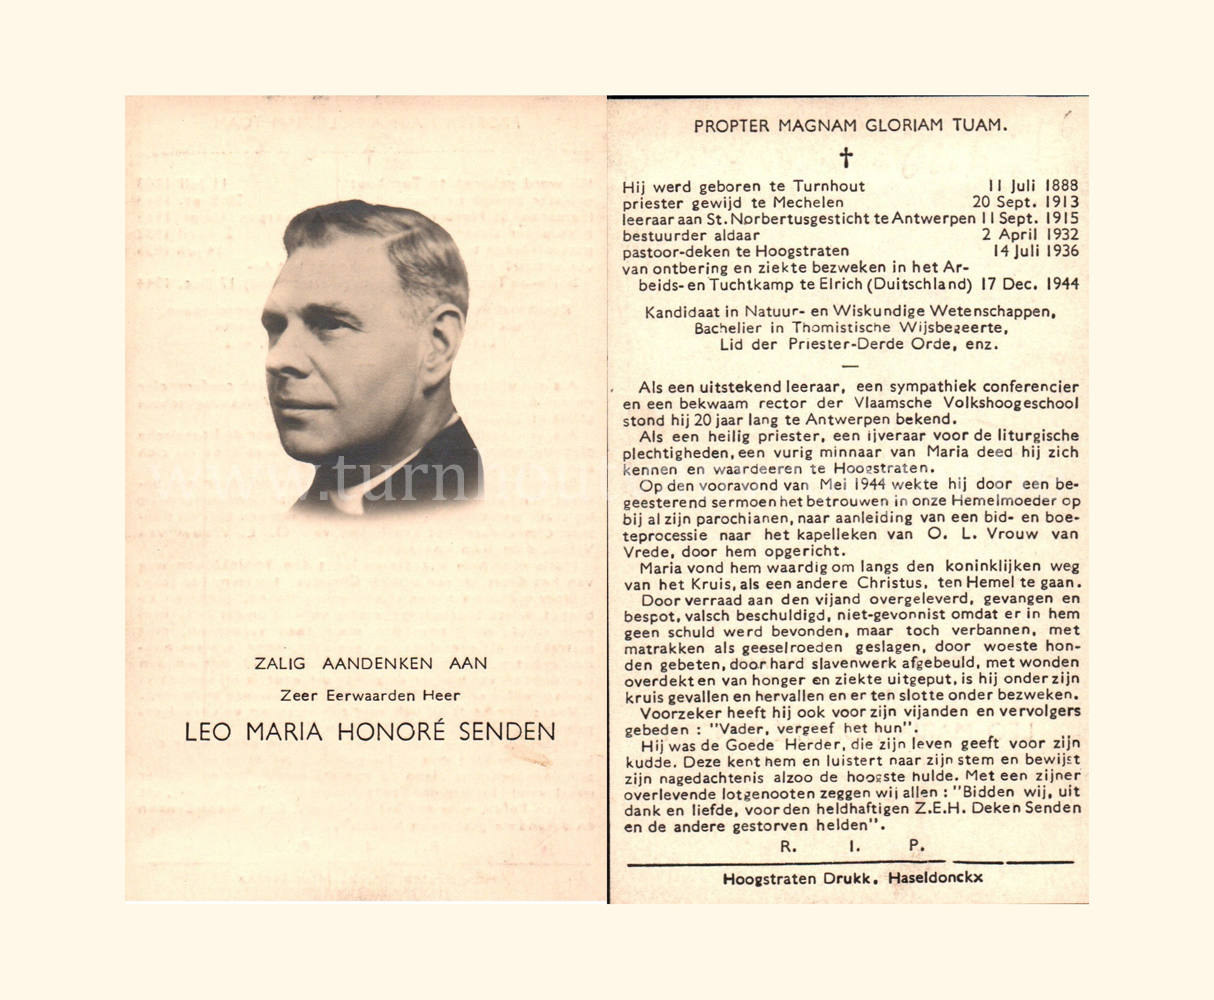 ZALIG AANDENKEN AAN
Zeer Eerwaarden Heer
LEO MARIA HONORÉ SENDEN
www.turnhout
PROPTER MAGNAM GLORIAM TUAM.
Hij werd geboren te Turnhout 11 Juli 1888
priester gewijd te Mechelen 20 Sept. 1913
leeraar aan St. Norbertusgesticht te Antwerpen 11 Sept. 1915
bestuurder aldaar 2 April 1932
pastoor-deken te Hoogstraten 14 Juli 1936
van ontbering en ziekte bezweken in het Ar-
beids- en Tuchtkamp te Elrich (Duitschland) 17 Dec. 1944
Kandidaat in Natuur- en Wiskundige Wetenschappen,
Bachelier in Thomistische Wijsbegeerte,
Lid der Priester-Derde Orde, enz.
Als een uitstekend leeraar, een sympathiek conferencier
en een bekwaam rector der Vlaamsche Volkshoogeschool
stond hij 20 jaar lang te Antwerpen bekend.
Als een heilig priester, een ijveraar voor de liturgische
plechtigheden, een vurig minnaar van Maria deed hij zich
kennen en waardeeren te Hoogstraten.
Op den vooravond van Mei 1944 wekte hij door een be-
geesterend sermoen het betrouwen in onze Hemelmoeder op
bij al zijn parochianen, naar aanleiding van een bid- en boe-
teprocessie naar het kapelleken van O. L. Vrouw van
Vrede, door hem opgericht.
Maria vond hem waardig om langs den koninklijken weg
van het Kruis, als een andere Christus, ten Hemel te gaan.
Door verraad aan den vijand overgeleverd, gevangen en
bespot, valsch beschuldigd, niet-gevonnist omdat er in hem
geen schuld werd bevonden, maar toch verbannen, met
matrakken als geeselroeden geslagen, door woeste hon-
den gebeten, door hard slavenwerk afgebeuld, met wonden
overdekt en van honger en ziekte uitgeput, is hij onder zijn
kruis gevallen en hervallen en er ten slotte onder bezweken.
Voorzeker heeft hij ook voor zijn vijanden en vervolgers
gebeden : "Vader, vergeef het hun".
Hij was de Goede Herder, die zijn leven geeft voor zijn
kudde. Deze kent hem en luistert naar zijn stem en bewijst
zijn nagedachtenis alzoo de hoogste hulde. Met een zijner
overlevende lotgenooten zeggen wij allen : "Bidden wij, uit
dank en liefde, voor den heldhaftigen Z.E.H. Deken Senden
en de andere gestorven helden".
R. I. P.
Hoogstraten Drukk. Haseldonckx